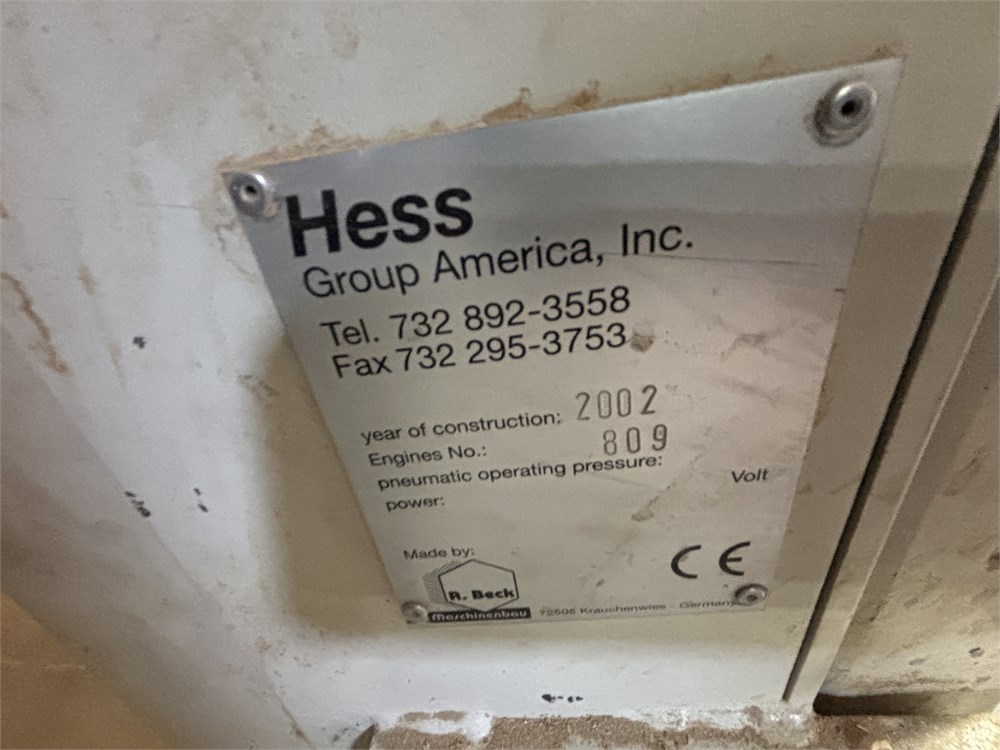 Hess
Group America, Inc.
Tel. 732 892-3558
Fax 732 295-3753
year of construction: 2002
Engines No.: 809
pneumatic operating pressure:
power: Volt
Made by:
R. Beck
Maschinenbau 72505 Krauchenwies - Germany
CE